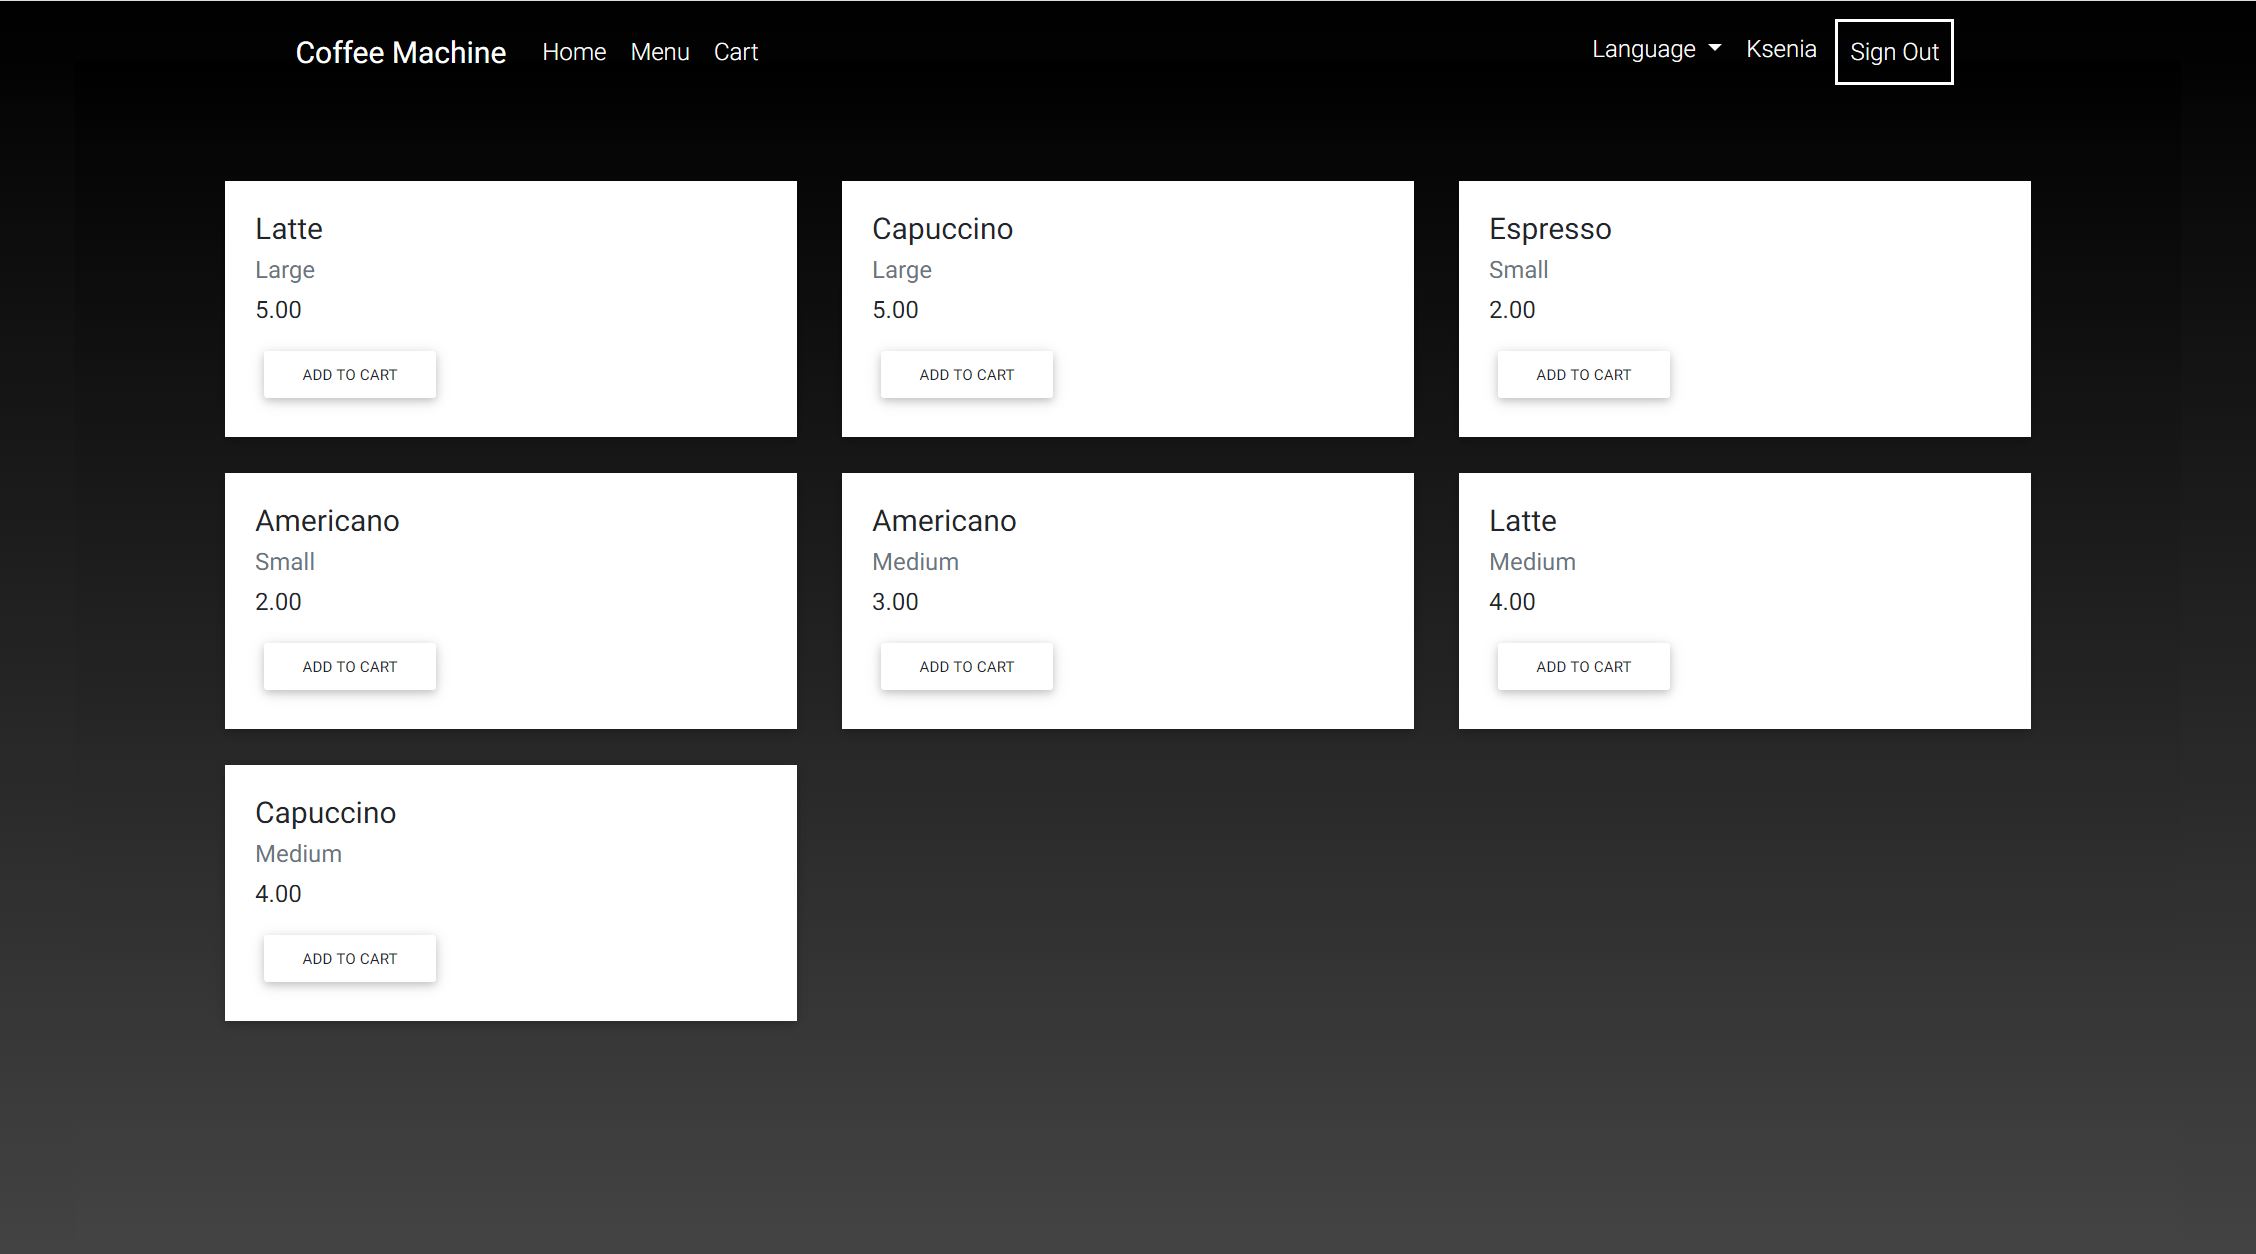 Coffee Machine Home Menu Cart Language Ksenia Sign Out
Latte
Large
5.00
ADD TO CART
Capuccino
Large
5.00
ADD TO CART
Espresso
Small
2.00
ADD TO CART
Americano
Small
2.00
ADD TO CART
Americano
Medium
3.00
ADD TO CART
Latte
Medium
4.00
ADD TO CART
Capuccino
Medium
4.00
ADD TO CART